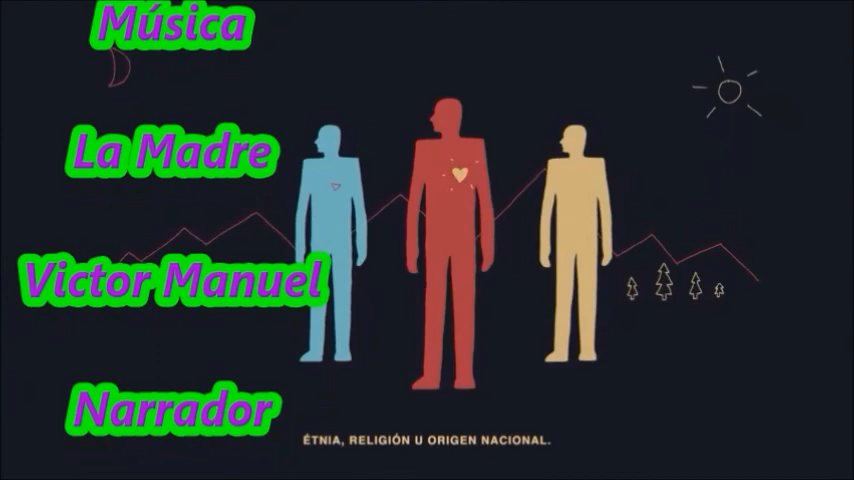 Música
La Madre
Victor Manuel
Narrador
ÉTNIA, RELIGIÓN U ORIGEN NACIONAL.